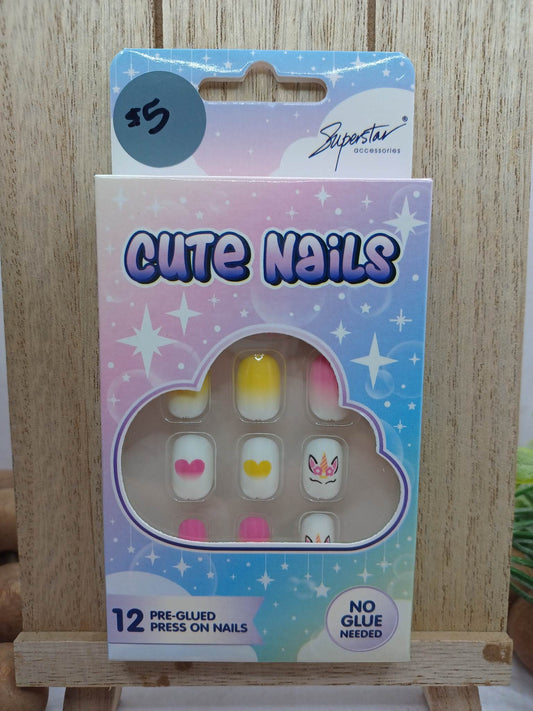 $5
Superstar®
accessories
CUTE NAILS
12 PRE-GLUED
PRESS ON NAILS
NO
GLUE
NEEDED